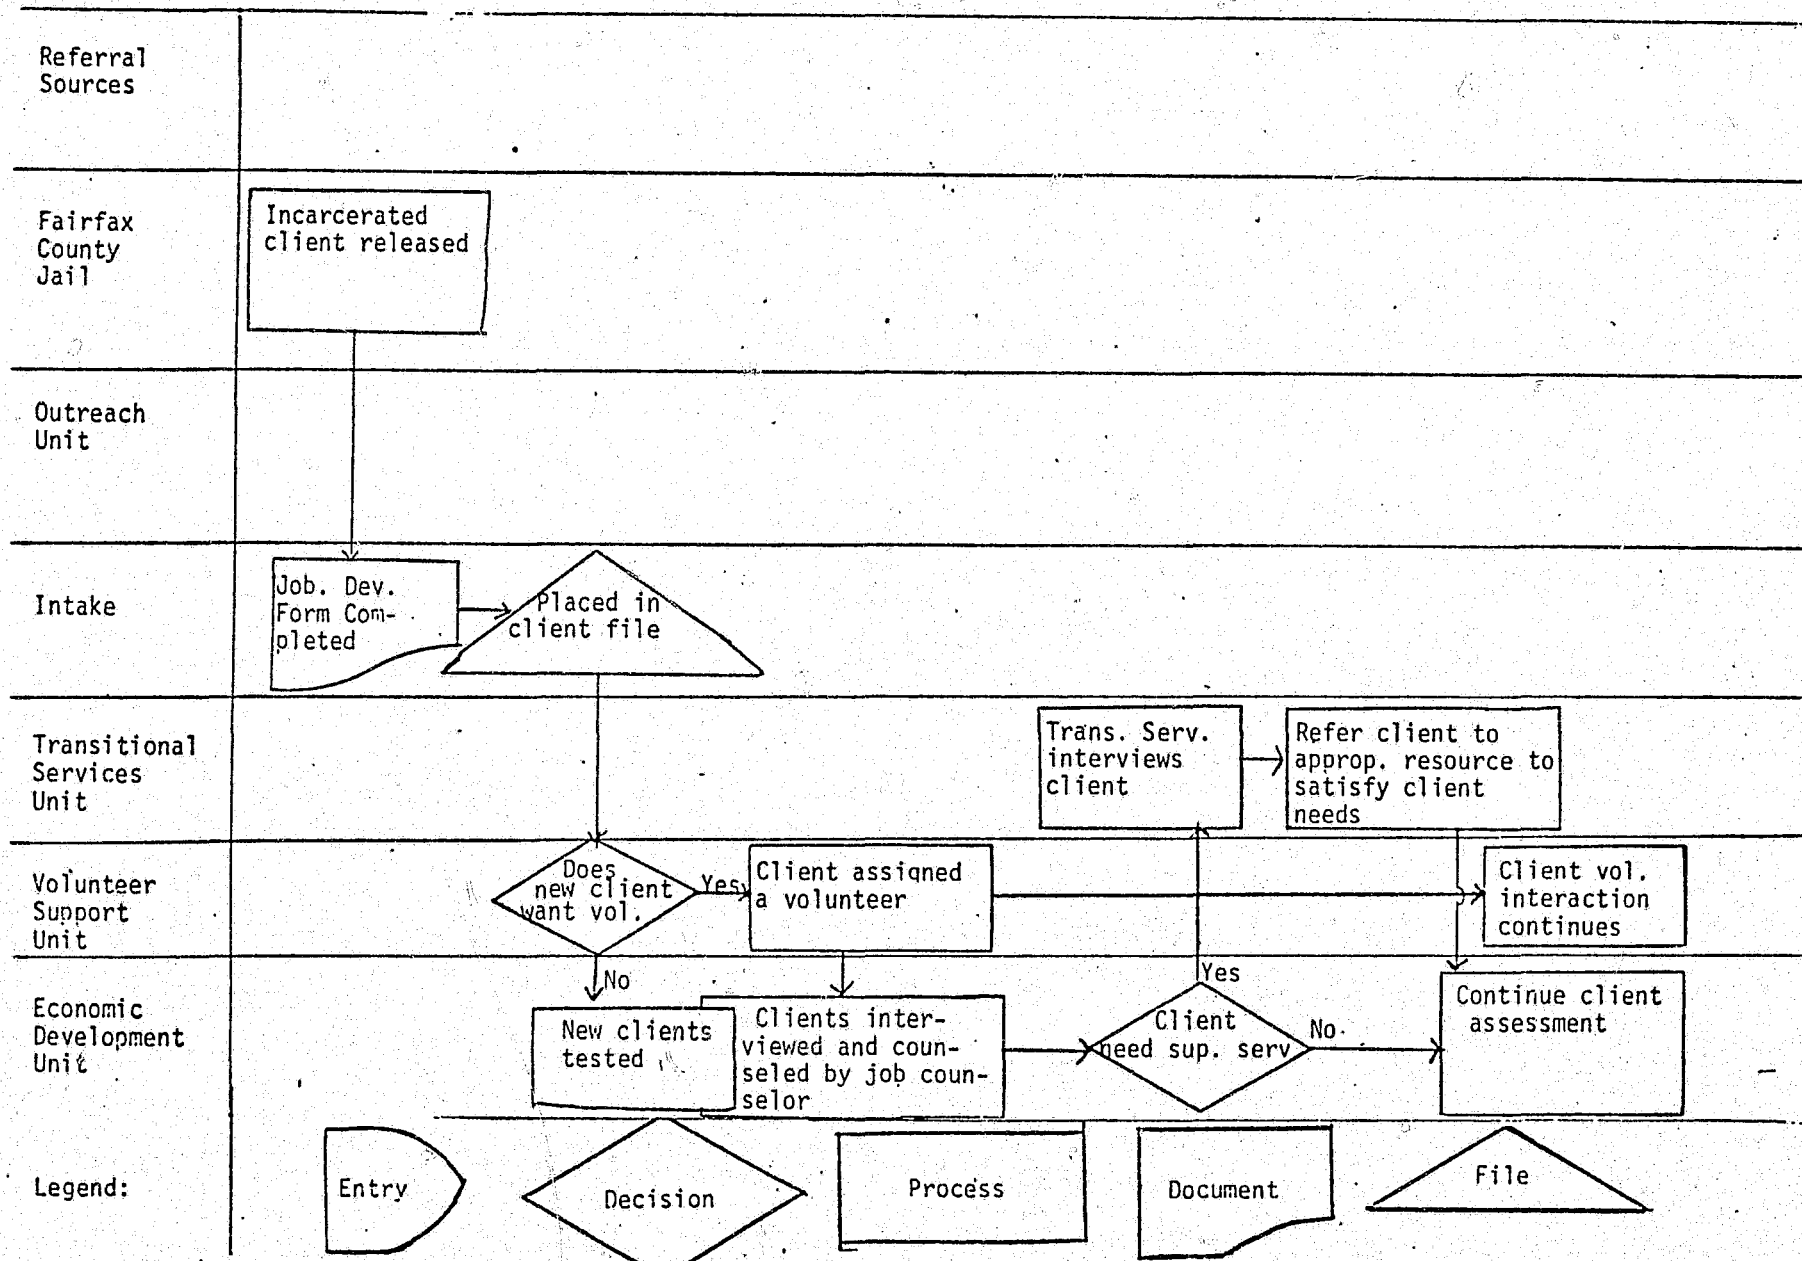 Referral
Sources
Fairfax
County
Jail
Incarcerated
client released
Outreach
Unit
Intake
Job. Dev.
Form Com-
pleted
Placed in
client file
Transitional
Services
Unit
Trans. Serv.
interviews
client
Refer client to
approp. resource to
satisfy client
needs
Volunteer
Support
Unit
Does
new client
want vol.
Yes
Client assigned
a volunteer
Client vol.
interaction
continues
Economic
Development
Unit
No
New clients
tested
Clients inter-
viewed and coun-
seled by job coun-
selor
Yes
Client
need sup. serv
No.
Continue client
assessment
Legend:
Entry
Decision
Process
Document
File